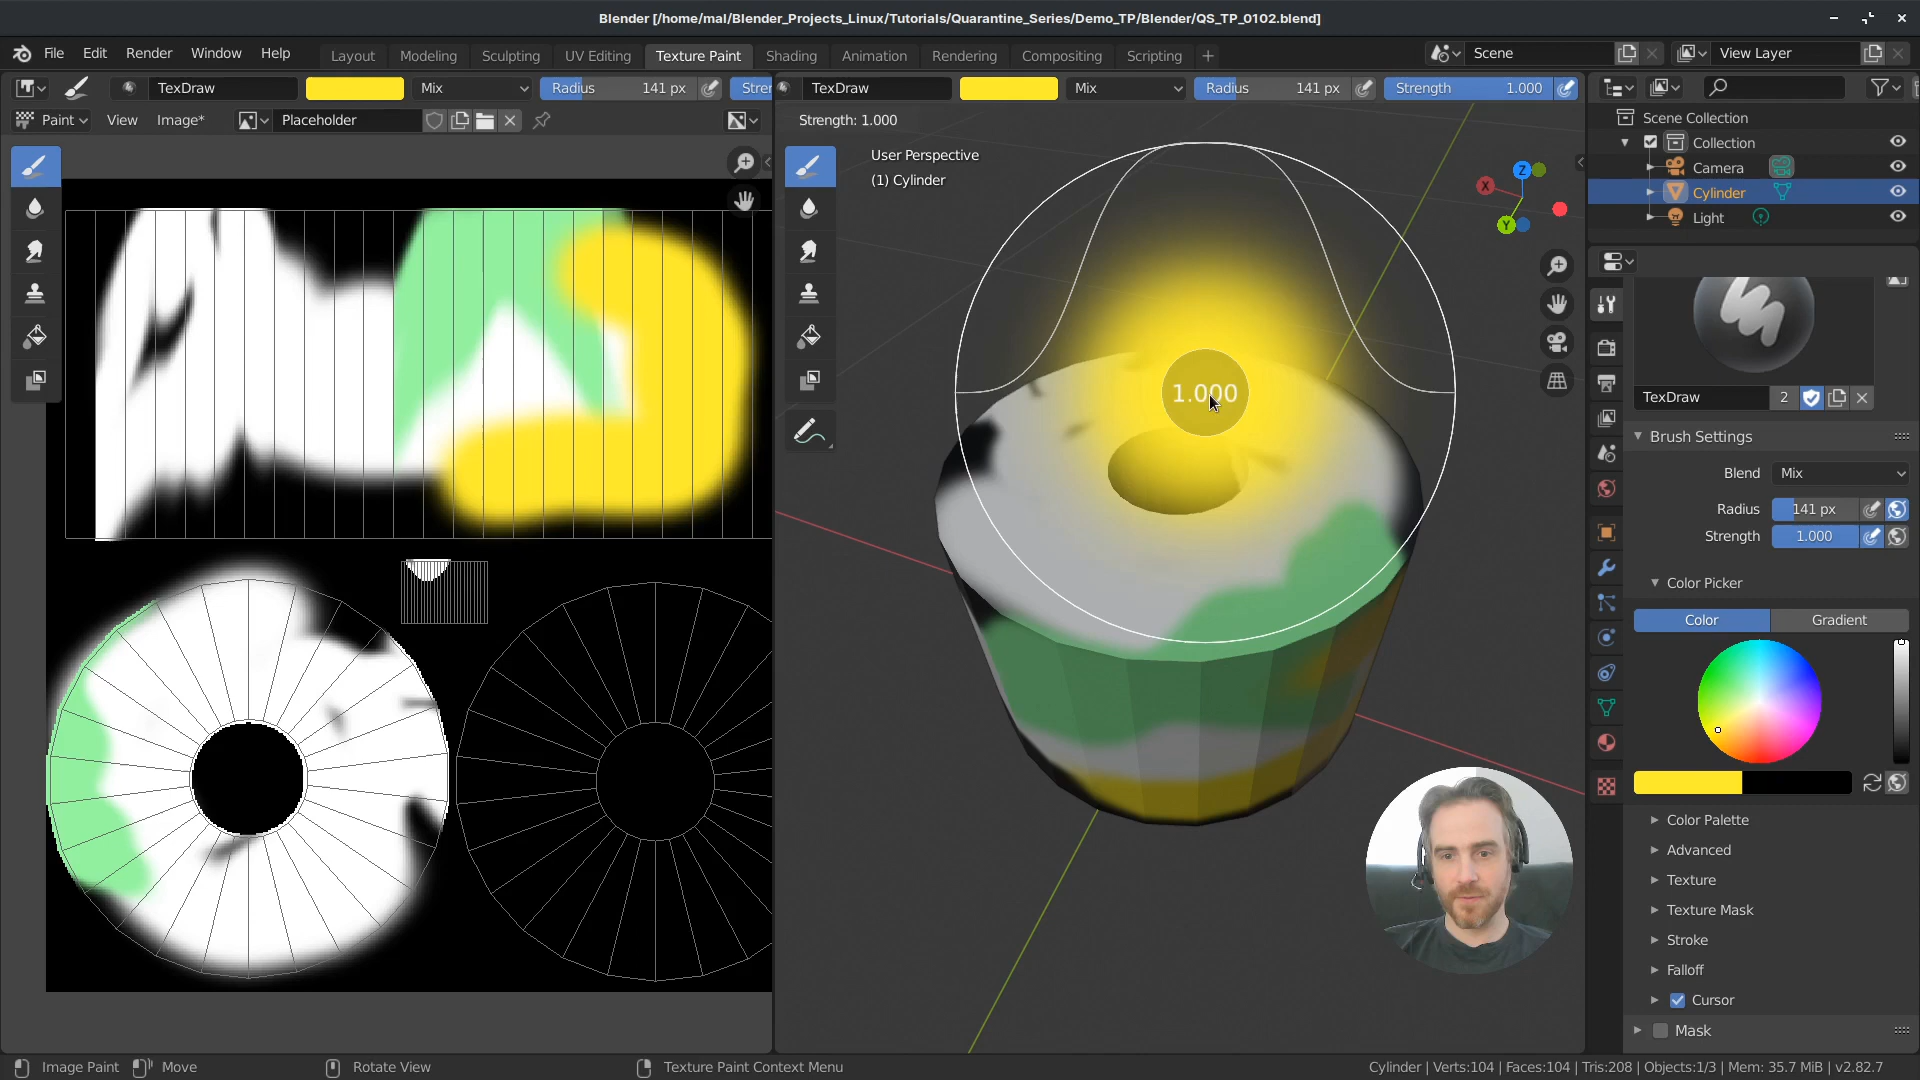 Blender [/home/mal/Blender_Projects_Linux/Tutorials/Quarantine_Series/Demo_TP/Blender/QS_TP_0102.blend]
File Edit Render Window Help Layout Modeling Sculpting UV Editing Texture Paint Shading Animation Rendering Compositing Scripting Scene View Layer
TexDraw Mix Radius 141 px Stre
TexDraw Mix Radius 141 px Strength 1.000
Paint View Image* Placeholder
Strength: 1.000
User Perspective
(1) Cylinder
Z
X
Y
1.000
Scene Collection
Collection
Camera
Cylinder
Light
TexDraw 2
Brush Settings
Blend Mix
Radius 141 px
Strength 1.000
Color Picker
Color Gradient
Color Palette
Advanced
Texture
Texture Mask
Stroke
Falloff
Cursor
Mask
Image Paint Move Rotate View Texture Paint Context Menu Cylinder | Verts:104 | Faces:104 | Tris:208 | Objects:1/3 | Mem: 35.7 MiB | v2.82.7